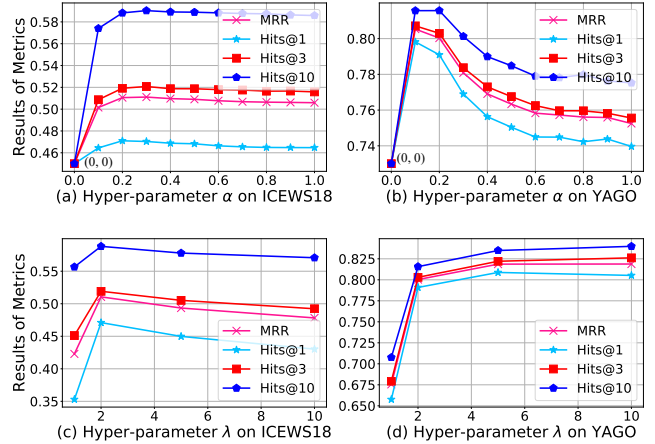 Results of Metrics
0.58
0.56
0.54
0.52
0.50
0.48
0.46
(0, 0)
0.0 0.2 0.4 0.6 0.8 1.0
MRR
Hits@1
Hits@3
Hits@10
(a) Hyper-parameter α on ICEWS18
0.80
0.78
0.76
0.74
(0, 0)
0.0 0.2 0.4 0.6 0.8 1.0
MRR
Hits@1
Hits@3
Hits@10
(b) Hyper-parameter α on YAGO
Results of Metrics
0.55
0.50
0.45
0.40
0.35
2 4 6 8 10
MRR
Hits@1
Hits@3
Hits@10
(c) Hyper-parameter λ on ICEWS18
0.825
0.800
0.775
0.750
0.725
0.700
0.675
0.650
2 4 6 8 10
MRR
Hits@1
Hits@3
Hits@10
(d) Hyper-parameter λ on YAGO